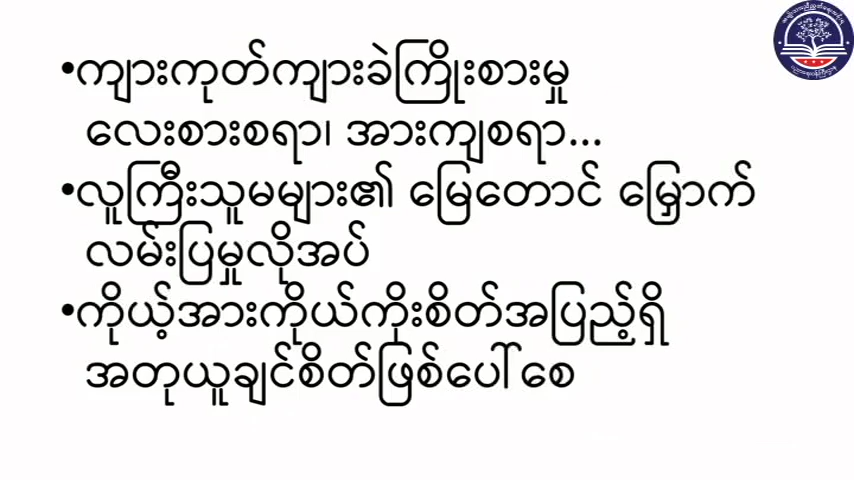 •ကျားကုတ်ကျားခဲကြိုးစားမှု
လေးစားစရာ၊ အားကျစရာ...
•လူကြီးသူမများ၏ မြေတောင် မြှောက်
လမ်းပြမှုလိုအပ်
•ကိုယ့်အားကိုယ်ကိုးစိတ်အပြည့်ရှိ
အတုယူချင်စိတ်ဖြစ်ပေါ်စေ